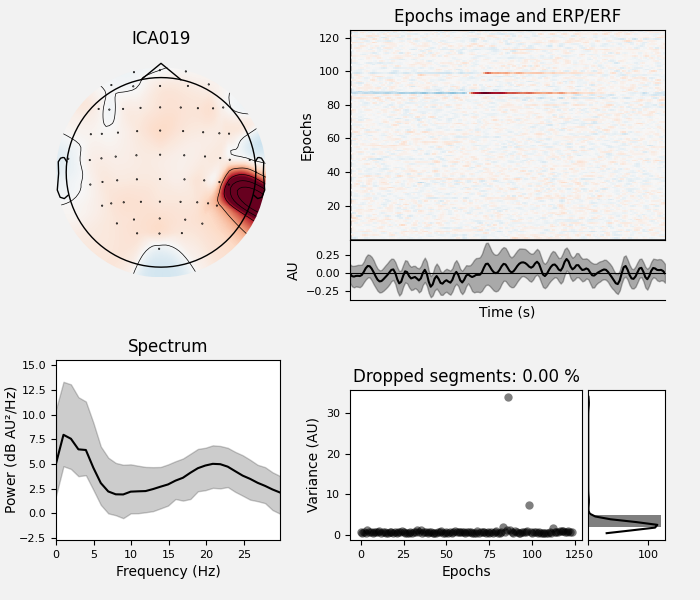 ICA019
Epochs image and ERP/ERF
120
100
80
60
40
20
Epochs
0.25
0.00
−0.25
AU
Time (s)
Spectrum
15.0
12.5
10.0
7.5
5.0
2.5
0.0
−2.5
Power (dB AU²/Hz)
0 5 10 15 20 25
Frequency (Hz)
Dropped segments: 0.00 %
30
20
10
0
Variance (AU)
0 25 50 75 100 125
Epochs
0 100